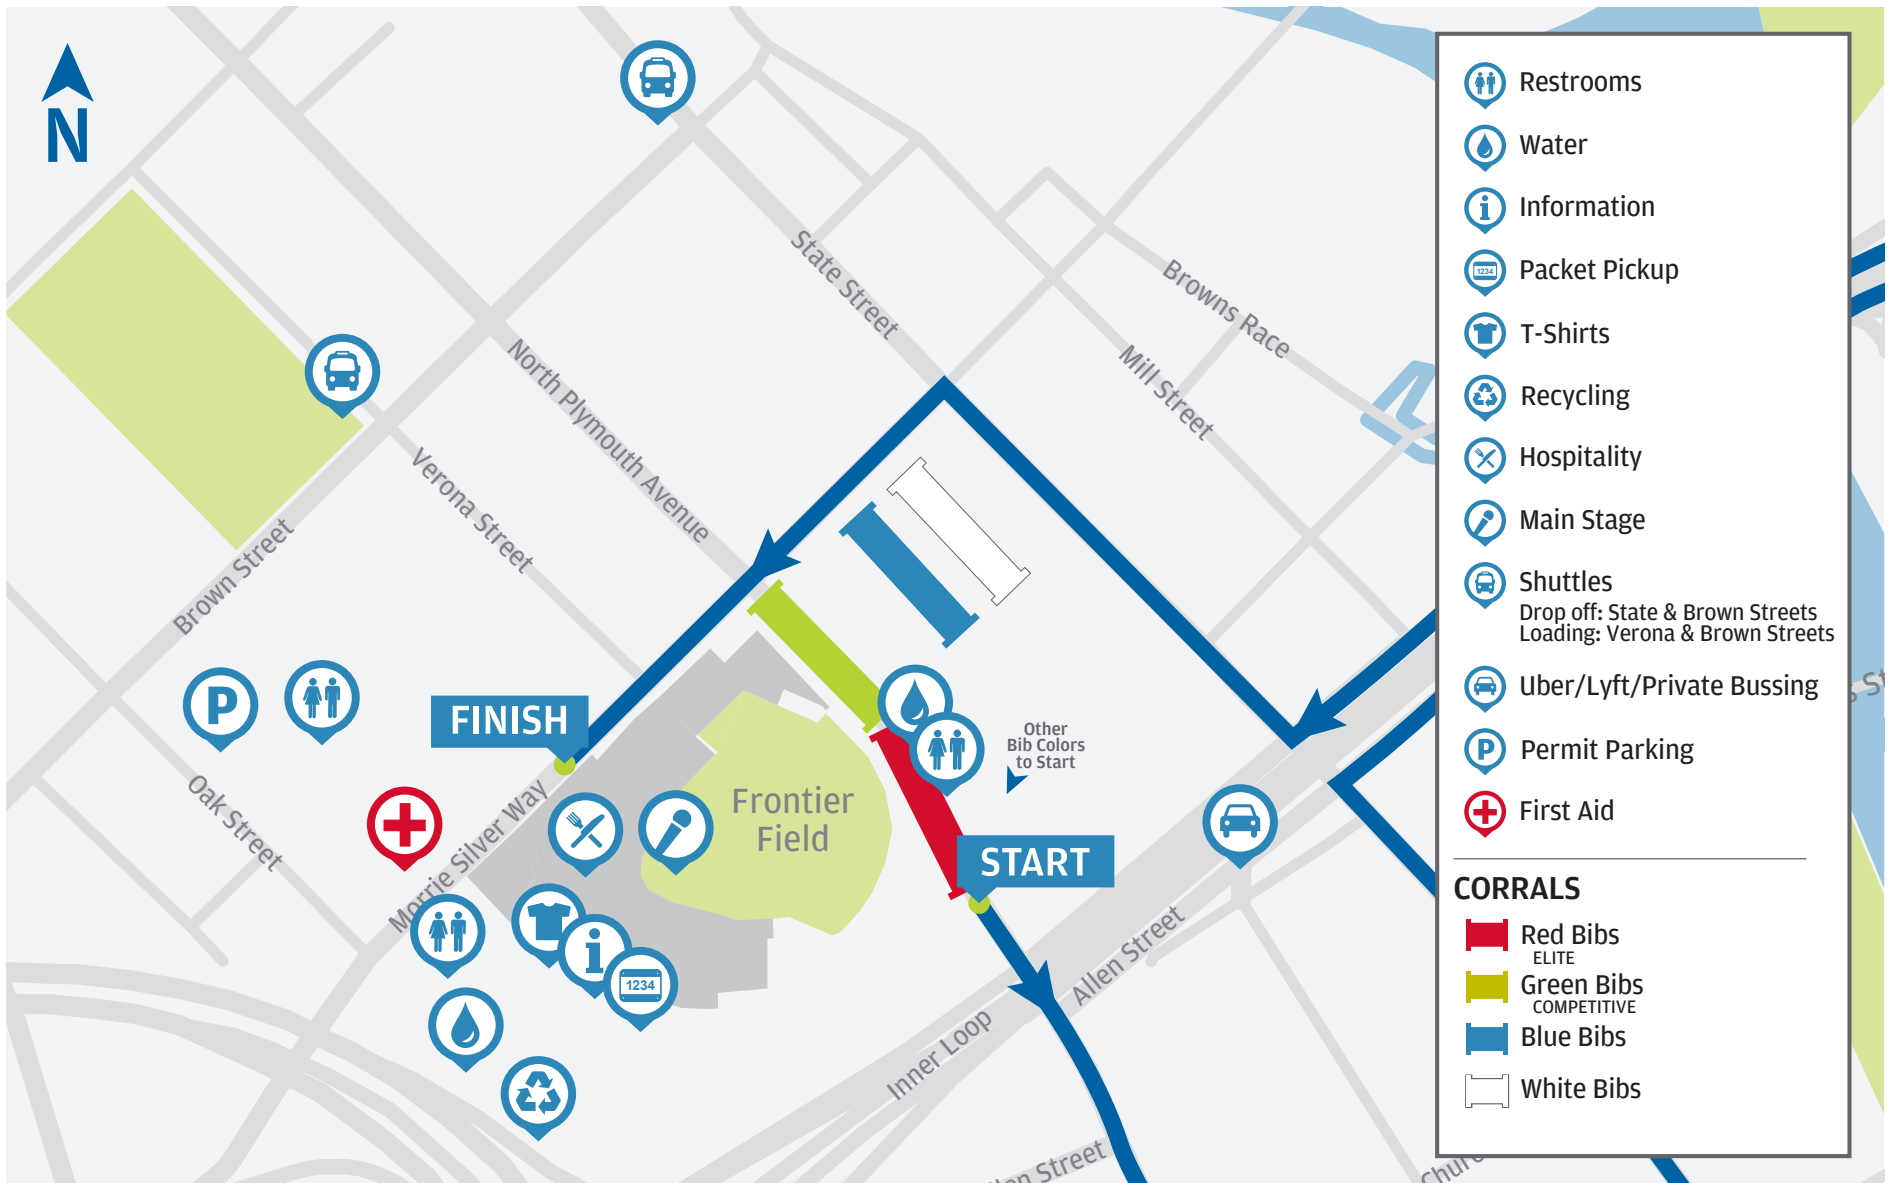 N
State Street
Browns Race
Mill Street
North Plymouth Avenue
Verona Street
Brown Street
P
FINISH
Other
Bib Colors
to Start
Frontier
Field
START
Oak Street
Morrie Silver Way
i
1234
Allen Street
Inner Loop
Street
Restrooms
Water
i
Information
1234
Packet Pickup
T-Shirts
Recycling
Hospitality
Main Stage
Shuttles
Drop off: State & Brown Streets
Loading: Verona & Brown Streets
Uber/Lyft/Private Bussing
P
Permit Parking
First Aid
CORRALS
Red Bibs
ELITE
Green Bibs
COMPETITIVE
Blue Bibs
White Bibs